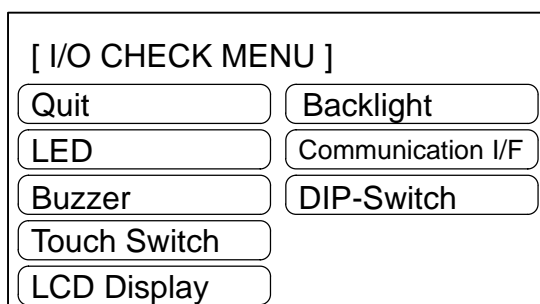 [ I/O CHECK MENU ]
Quit
LED
Buzzer
Touch Switch
LCD Display
Backlight
Communication I/F
DIP-Switch